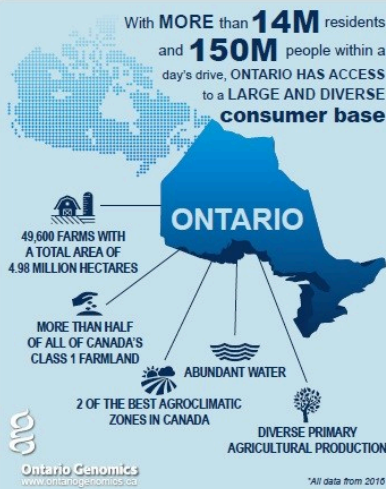 With MORE than 14M residents
and 150M people within a
day's drive, ONTARIO HAS ACCESS
to a LARGE AND DIVERSE
consumer base
ONTARIO
49,600 FARMS WITH
A TOTAL AREA OF
4.98 MILLION HECTARES
MORE THAN HALF
OF ALL OF CANADA'S
CLASS 1 FARMLAND
ABUNDANT WATER
2 OF THE BEST AGROCLIMATIC
ZONES IN CANADA
DIVERSE PRIMARY
AGRICULTURAL PRODUCTION
Ontario Genomics
www.ontariogenomics.ca
*All data from 2016